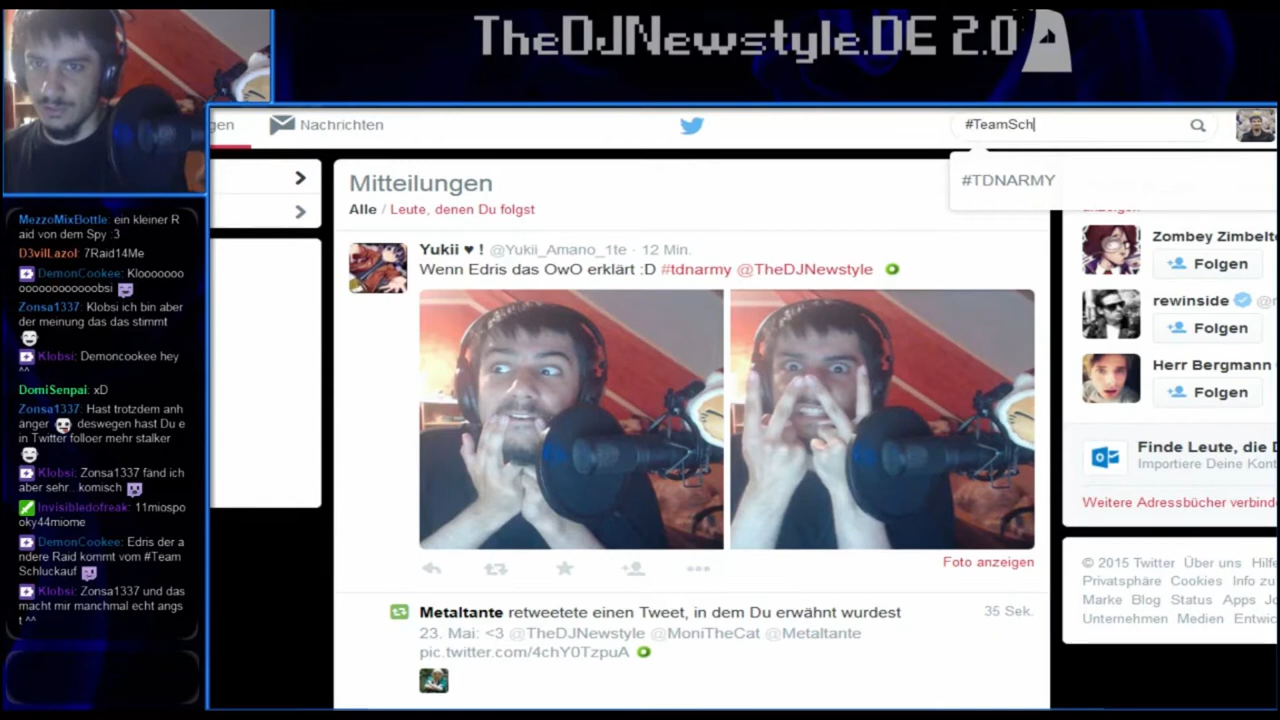 TheDJNewstyle.DE 2.0
gen
Nachrichten
#TeamSch
#TDNARMY
MezzoMixBottle: ein kleiner R
aid von dem Spy :3
D3vilLazol: 7Raid14Me
DemonCookee: Klooooooo
oooooooooooobsi
Zonsa1337: Klobsi ich bin aber
der meinung das das stimmt
Klobsi: Demoncookee hey
^^
DomiSenpai: xD
Zonsa1337: Hast trotzdem anh
anger deswegen hast Du e
in Twitter folloer mehr stalker
Klobsi: Zonsa1337 fand ich
aber sehr.. komisch
Invisibledofreak: 11miospo
oky44miome
DemonCookee: Edris der a
ndere Raid kommt vom #Team
Schluckauf
Klobsi: Zonsa1337 und das
macht mir manchmal echt angs
t ^^
Mitteilungen
Alle / Leute, denen Du folgst
Yukii ♥ ! @Yukii_Amano_1te · 12 Min.
Wenn Edris das OwO erklärt :D #tdnarmy @TheDJNewstyle
Foto anzeigen
Metaltante retweetete einen Tweet, in dem Du erwähnt wurdest
35 Sek.
23. Mai: <3 @TheDJNewstyle @MoniTheCat @Metaltante
pic.twitter.com/4chY0TzpuA
anzeigen
Zombey Zimbelt
Folgen
rewinside @
Folgen
Herr Bergmann
Folgen
Finde Leute, die
Importiere Deine Kont
Weitere Adressbücher verbind
© 2015 Twitter Über uns Hilfe
Privatsphäre Cookies Info zu
Marke Blog Status Apps Jo
Unternehmen Medien Entwic